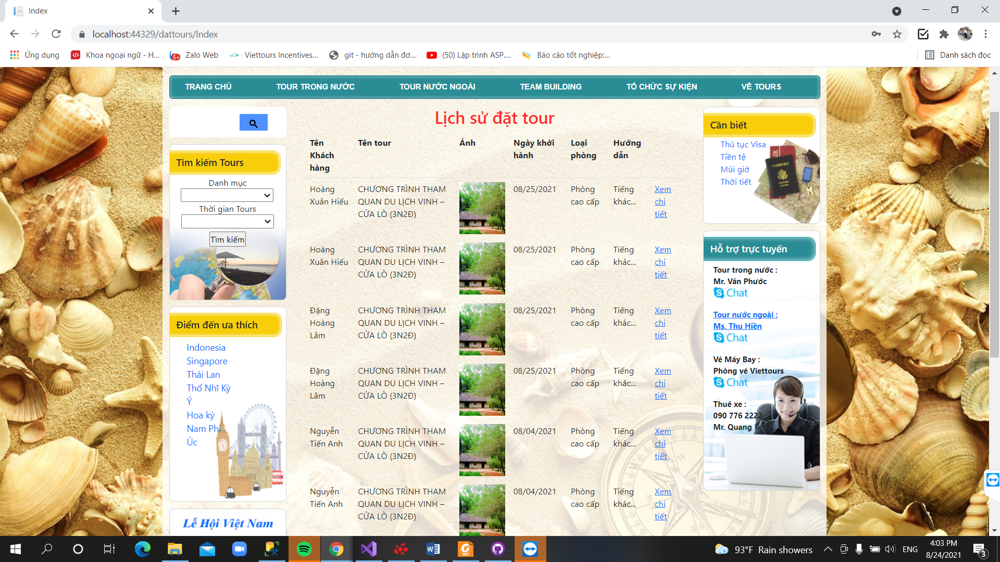 Index
localhost:44329/dattours/Index
Ứng dụng
Khoa ngoại ngữ - H...
Zalo Web
Viettours Incentives...
git - hướng dẫn đơ...
(50) Lập trình ASP....
Báo cáo tốt nghiệp:...
Danh sách đọc
TRANG CHỦ
TOUR TRONG NƯỚC
TOUR NƯỚC NGOÀI
TEAM BUILDING
TỔ CHỨC SỰ KIỆN
VỀ TOURS
Tìm kiếm Tours
Danh mục
Thời gian Tours
Tìm kiếm
Điểm đến ưa thích
Indonesia
Singapore
Thái Lan
Thổ Nhĩ Kỳ
Ý
Hoa kỳ
Nam Phi
Úc
Lễ Hội Việt Nam
Lịch sử đặt tour
Tên
Khách
hàng
Tên tour
Ảnh
Ngày khởi
hành
Loại
phòng
Hướng
dẫn
Hoàng
Xuân Hiếu
CHƯƠNG TRÌNH THAM
QUAN DU LỊCH VINH –
CỬA LÒ (3N2Đ)
08/25/2021
Phòng
cao cấp
Tiếng
khác...
Xem
chi
tiết
Hoàng
Xuân Hiếu
CHƯƠNG TRÌNH THAM
QUAN DU LỊCH VINH –
CỬA LÒ (3N2Đ)
08/25/2021
Phòng
cao cấp
Tiếng
khác...
Xem
chi
tiết
Đặng
Hoàng
Lâm
CHƯƠNG TRÌNH THAM
QUAN DU LỊCH VINH –
CỬA LÒ (3N2Đ)
08/25/2021
Phòng
cao cấp
Tiếng
khác...
Xem
chi
tiết
Đặng
Hoàng
Lâm
CHƯƠNG TRÌNH THAM
QUAN DU LỊCH VINH –
CỬA LÒ (3N2Đ)
08/25/2021
Phòng
cao cấp
Tiếng
khác...
Xem
chi
tiết
Nguyễn
Tiến Anh
CHƯƠNG TRÌNH THAM
QUAN DU LỊCH VINH –
CỬA LÒ (3N2Đ)
08/04/2021
Phòng
cao cấp
Tiếng
khác...
Xem
chi
tiết
Nguyễn
Tiến Anh
CHƯƠNG TRÌNH THAM
QUAN DU LỊCH VINH –
CỬA LÒ (3N2Đ)
08/04/2021
Phòng
cao cấp
Tiếng
khác...
Xem
chi
tiết
Cần biết
Thủ tục Visa
Tiền tệ
Múi giờ
Thời tiết
PASSPORT
Hỗ trợ trực tuyến
Tour trong nước :
Mr. Văn Phước
Chat
Tour nước ngoài :
Ms. Thu Hiền
Chat
Vé Máy Bay :
Phòng vé Viettours
Chat
Thuê xe :
090 776 2222
Mr. Quang
93°F Rain showers
ENG
4:03 PM
8/24/2021
3